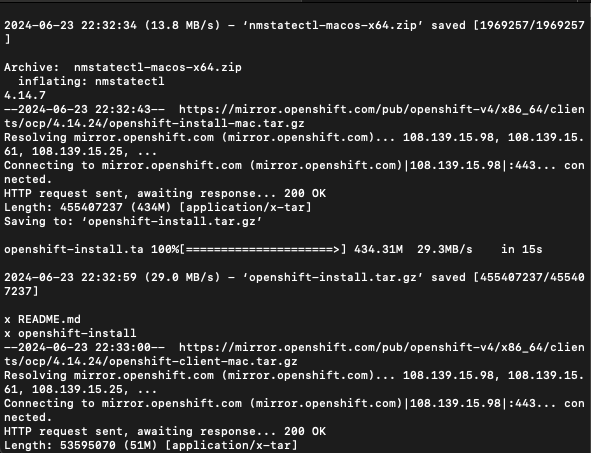 2024-06-23 22:32:34 (13.8 MB/s) - ‘nmstatectl-macos-x64.zip’ saved [1969257/1969257
]
Archive:  nmstatectl-macos-x64.zip
  inflating: nmstatectl
4.14.7
--2024-06-23 22:32:43--  https://mirror.openshift.com/pub/openshift-v4/x86_64/clien
ts/ocp/4.14.24/openshift-install-mac.tar.gz
Resolving mirror.openshift.com (mirror.openshift.com)... 108.139.15.98, 108.139.15.
61, 108.139.15.25, ...
Connecting to mirror.openshift.com (mirror.openshift.com)|108.139.15.98|:443... con
nected.
HTTP request sent, awaiting response... 200 OK
Length: 455407237 (434M) [application/x-tar]
Saving to: ‘openshift-install.tar.gz’
openshift-install.ta 100%[======================>] 434.31M  29.3MB/s    in 15s
2024-06-23 22:32:59 (29.0 MB/s) - ‘openshift-install.tar.gz’ saved [455407237/45540
7237]
x README.md
x openshift-install
--2024-06-23 22:33:00--  https://mirror.openshift.com/pub/openshift-v4/x86_64/clien
ts/ocp/4.14.24/openshift-client-mac.tar.gz
Resolving mirror.openshift.com (mirror.openshift.com)... 108.139.15.98, 108.139.15.
61, 108.139.15.25, ...
Connecting to mirror.openshift.com (mirror.openshift.com)|108.139.15.98|:443... con
nected.
HTTP request sent, awaiting response... 200 OK
Length: 53595070 (51M) [application/x-tar]